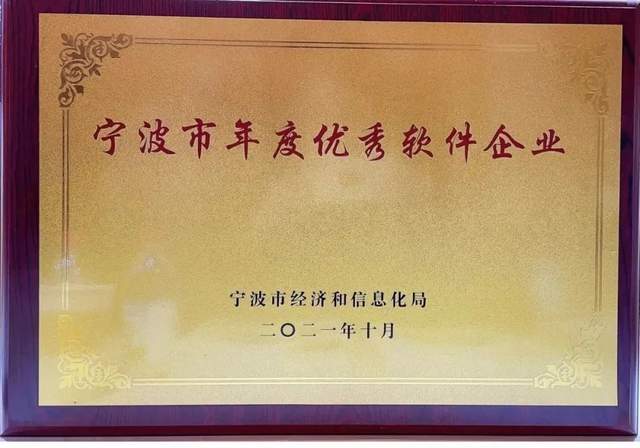 宁波市年度优秀软件企业
宁波市经济和信息化局
二〇二一年十月